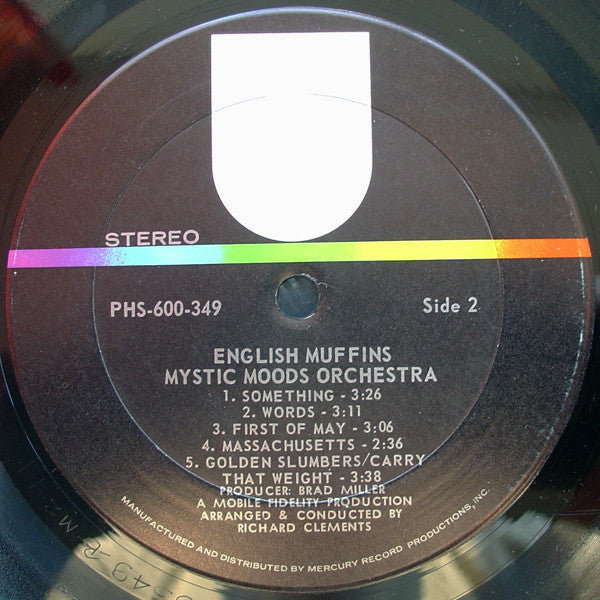 STEREO
PHS-600-349 Side 2
ENGLISH MUFFINS
MYSTIC MOODS ORCHESTRA
1. SOMETHING - 3:26
2. WORDS - 3:11
3. FIRST OF MAY - 3:06
4. MASSACHUSETTS - 2:36
5. GOLDEN SLUMBERS/CARRY
THAT WEIGHT - 3:38
PRODUCER: BRAD MILLER
A MOBILE FIDELITY PRODUCTION
ARRANGED & CONDUCTED BY
RICHARD CLEMENTS
MANUFACTURED AND DISTRIBUTED BY MERCURY RECORD PRODUCTIONS, INC.